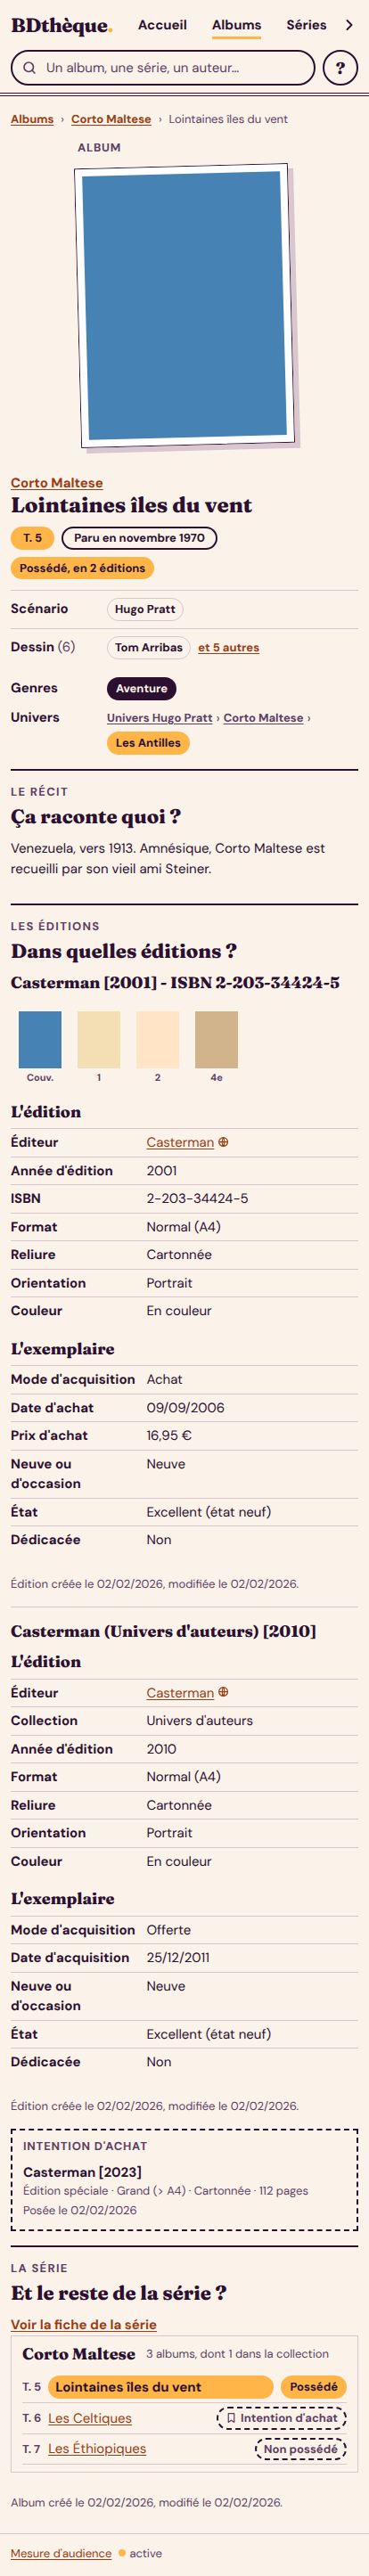 BDthèque. Accueil Albums Séries
Un album, une série, un auteur... ?
Albums › Corto Maltese › Lointaines îles du vent
ALBUM
Corto Maltese
Lointaines îles du vent
T. 5 Paru en novembre 1970
Possédé, en 2 éditions
Scénario Hugo Pratt
Dessin (6) Tom Arribas et 5 autres
Genres Aventure
Univers Univers Hugo Pratt › Corto Maltese ›
Les Antilles
LE RÉCIT
Ça raconte quoi ?
Venezuela, vers 1913. Amnésique, Corto Maltese est
recueilli par son vieil ami Steiner.
LES ÉDITIONS
Dans quelles éditions ?
Casterman [2001] - ISBN 2-203-34424-5
Couv. 1 2 4e
L'édition
Éditeur Casterman
Année d'édition 2001
ISBN 2-203-34424-5
Format Normal (A4)
Reliure Cartonnée
Orientation Portrait
Couleur En couleur
L'exemplaire
Mode d'acquisition Achat
Date d'achat 09/09/2006
Prix d'achat 16,95 €
Neuve ou Neuve
d'occasion
État Excellent (état neuf)
Dédicacée Non
Édition créée le 02/02/2026, modifiée le 02/02/2026.
Casterman (Univers d'auteurs) [2010]
L'édition
Éditeur Casterman
Collection Univers d'auteurs
Année d'édition 2010
Format Normal (A4)
Reliure Cartonnée
Orientation Portrait
Couleur En couleur
L'exemplaire
Mode d'acquisition Offerte
Date d'acquisition 25/12/2011
Neuve ou Neuve
d'occasion
État Excellent (état neuf)
Dédicacée Non
Édition créée le 02/02/2026, modifiée le 02/02/2026.
INTENTION D'ACHAT
Casterman [2023]
Édition spéciale · Grand (> A4) · Cartonnée · 112 pages
Posée le 02/02/2026
LA SÉRIE
Et le reste de la série ?
Voir la fiche de la série
Corto Maltese 3 albums, dont 1 dans la collection
T. 5 Lointaines îles du vent Possédé
T. 6 Les Celtiques Intention d'achat
T. 7 Les Éthiopiques Non possédé
Album créé le 02/02/2026, modifié le 02/02/2026.
Mesure d'audience active